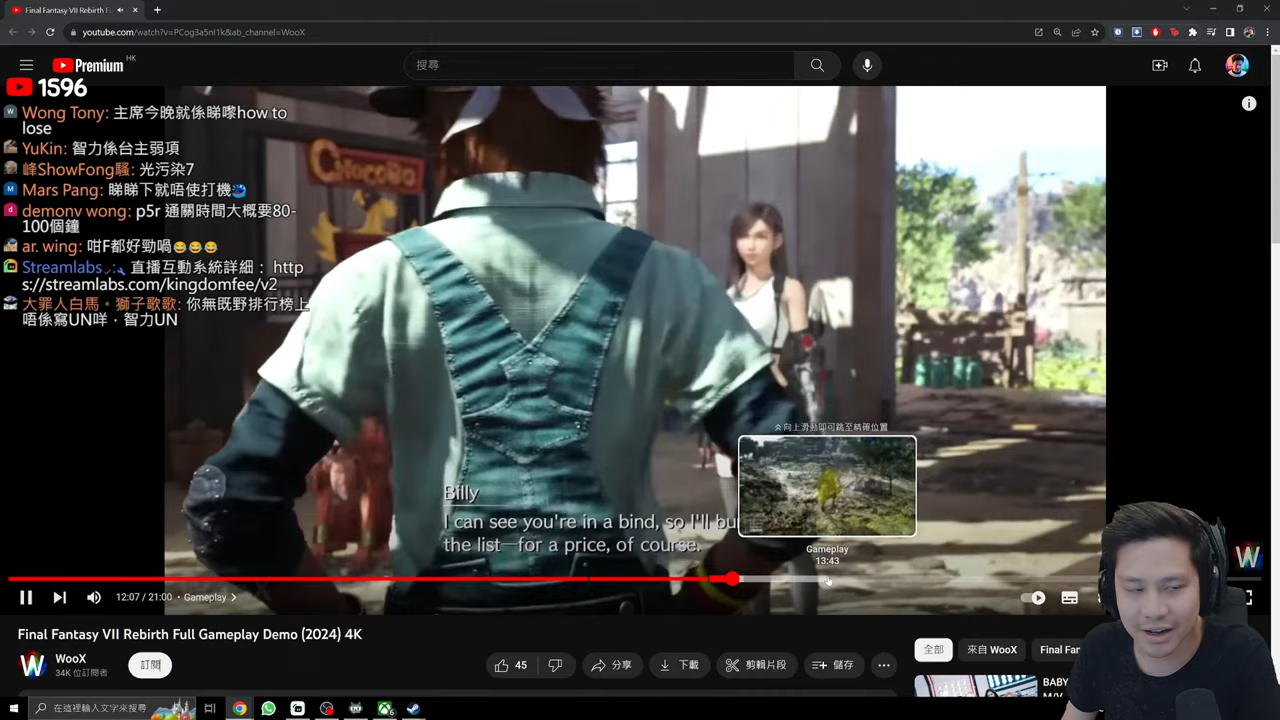 Final Fantasy VII Rebirth F
youtube.com/watch?v=PCog3a5nI1k&ab_channel=WooX
Premium
HK
搜尋
1596
Wong Tony: 主席今晚就係睇嚟how to
lose
YuKin: 智力係台主弱項
峰ShowFong騷: 光污染7
Mars Pang: 睇睇下就唔使打機
demonv wong: p5r 通關時間大概要80-
100個鐘
ar. wing: 咁F都好勁喎😂😂😂
Streamlabs 直播互動系統詳細： http
s://streamlabs.com/kingdomfee/v2
大罪人白馬。獅子歌歌: 你無既野排行榜上
唔係寫UN咩．智力UN
CHOCOBO
向上滑動即可跳至精確位置
Billy
I can see you're in a bind, so I'll bu
the list—for a price, of course.
Gameplay
13:43
12:07 / 21:00 • Gameplay
W
Final Fantasy VII Rebirth Full Gameplay Demo (2024) 4K
W
WooX
34K 位訂閱者
訂閱
45
分享
下載
剪輯片段
儲存
全部
來自 WooX
Final Fan
BABY
M/V
在這裡輸入文字來搜尋